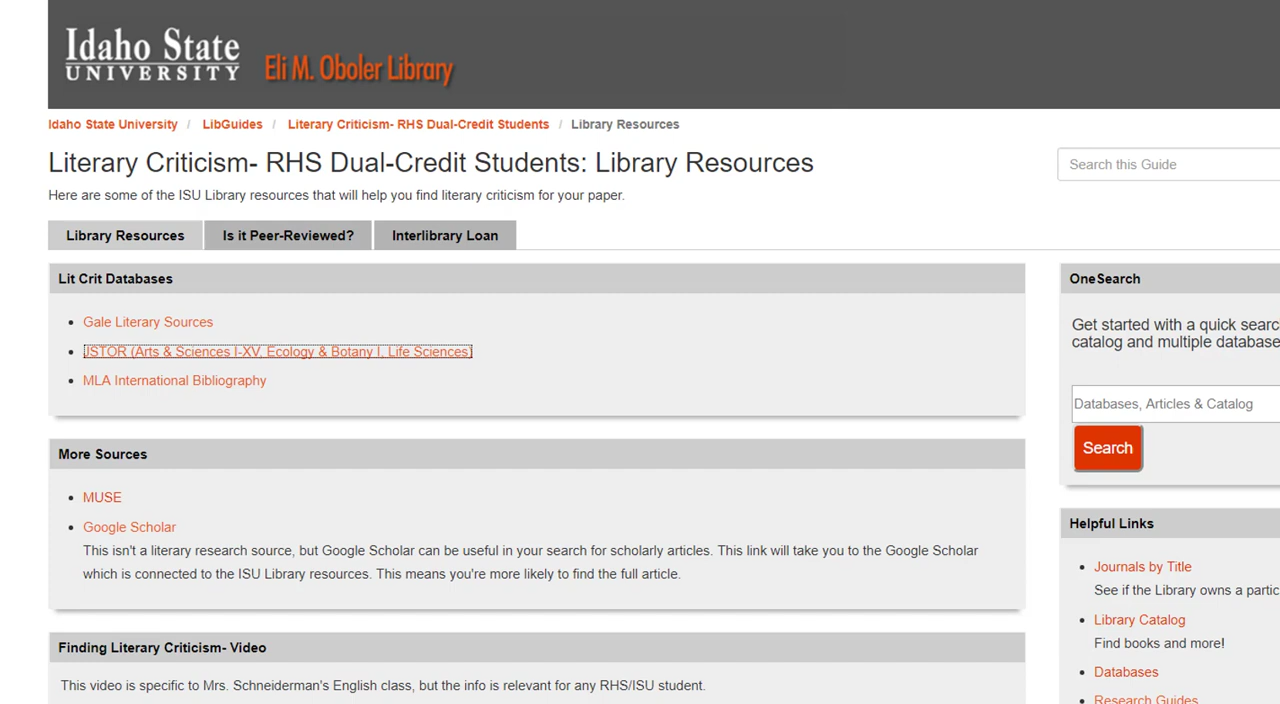 Idaho State
UNIVERSITY
Eli M. Oboler Library
Idaho State University / LibGuides / Literary Criticism- RHS Dual-Credit Students / Library Resources
Literary Criticism- RHS Dual-Credit Students: Library Resources
Search this Guide
Here are some of the ISU Library resources that will help you find literary criticism for your paper.
Library Resources
Is it Peer-Reviewed?
Interlibrary Loan
Lit Crit Databases
Gale Literary Sources
JSTOR (Arts & Sciences I-XV, Ecology & Botany I, Life Sciences)
MLA International Bibliography
More Sources
MUSE
Google Scholar
This isn't a literary research source, but Google Scholar can be useful in your search for scholarly articles. This link will take you to the Google Scholar
which is connected to the ISU Library resources. This means you're more likely to find the full article.
Finding Literary Criticism- Video
This video is specific to Mrs. Schneiderman's English class, but the info is relevant for any RHS/ISU student.
OneSearch
Get started with a quick searc
catalog and multiple database
Databases, Articles & Catalog
Search
Helpful Links
Journals by Title
See if the Library owns a partic
Library Catalog
Find books and more!
Databases
Research Guides